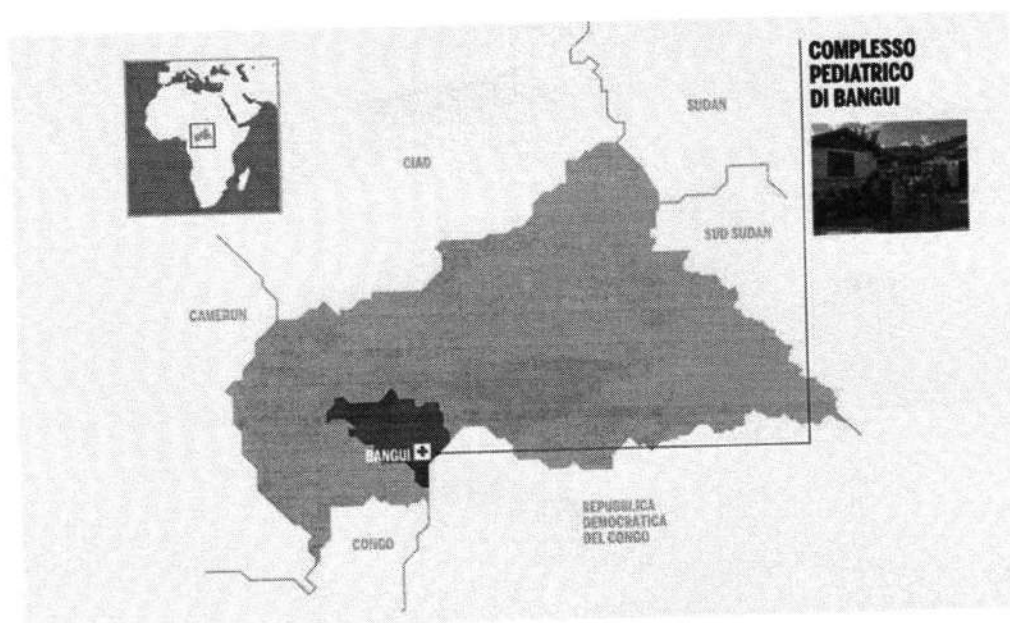 COMPLESSO
PEDIATRICO
DI BANGUI
SUDAN
CIAD
SUD SUDAN
CAMERUN
BANGUI
REPUBBLICA
DEMOCRATICA
DEL CONGO
CONGO